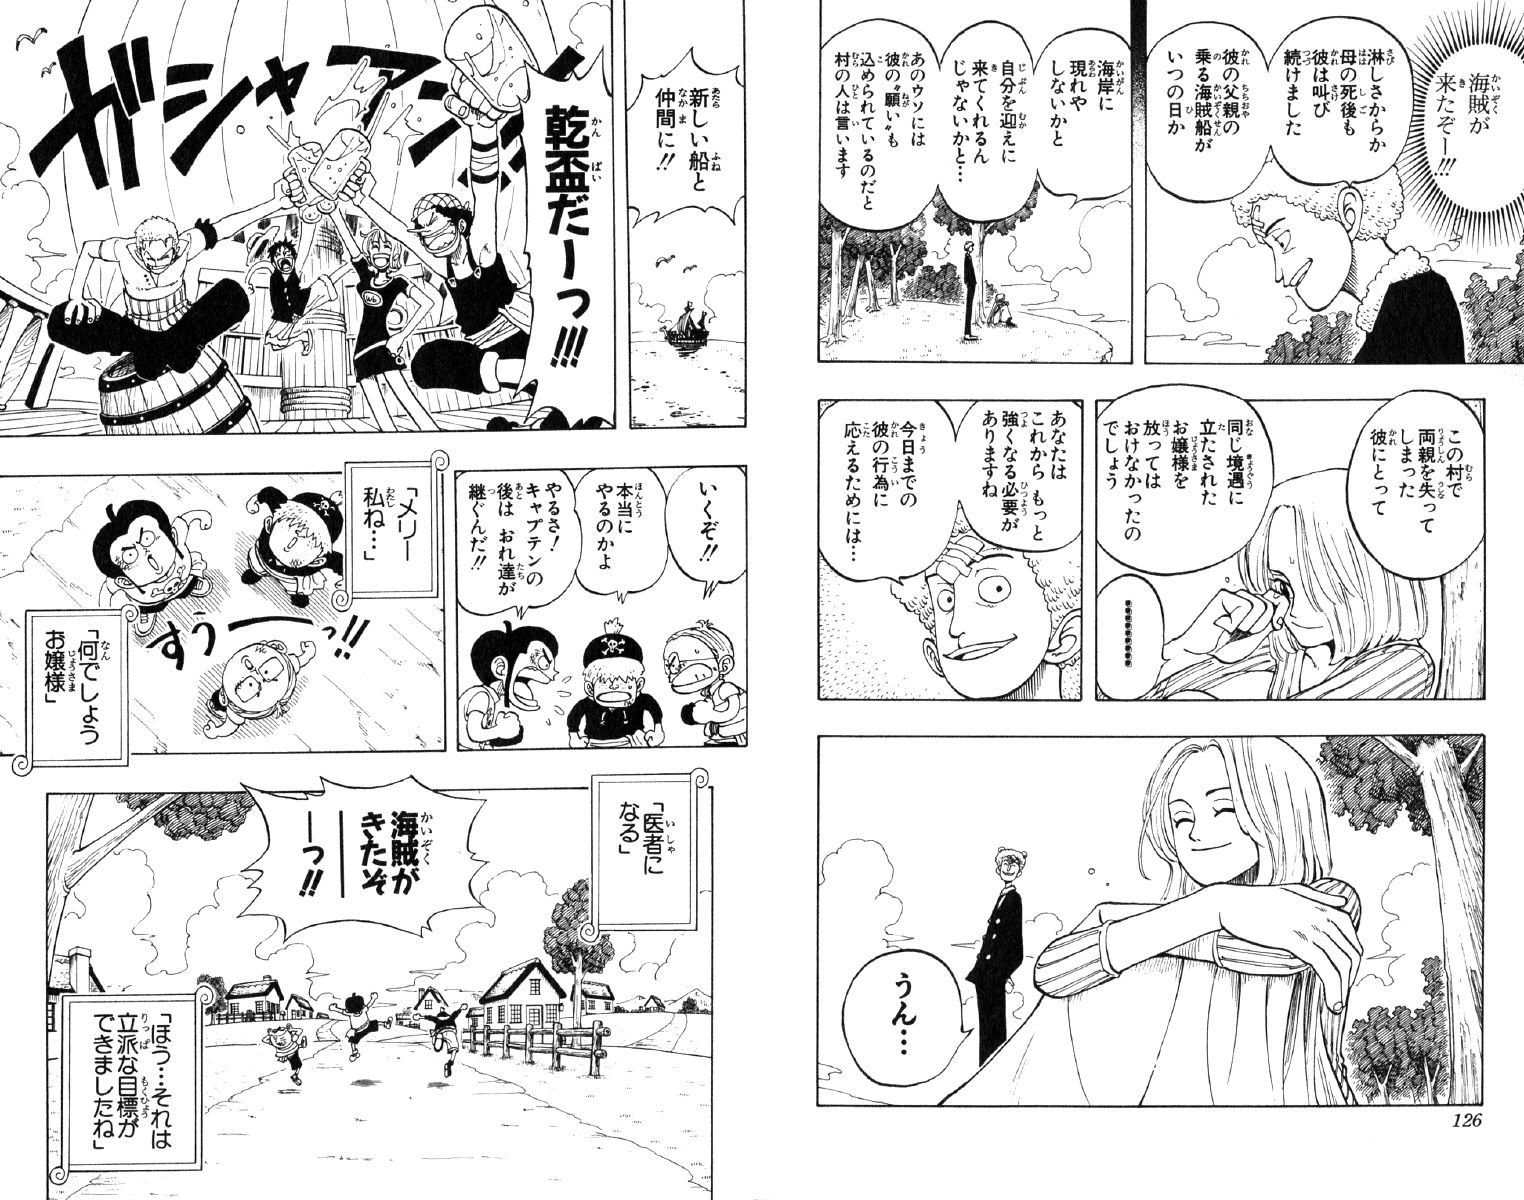 海賊が
来たぞー!!!
淋しさからか
母の死後も
彼は叫び
続けました
彼の父親の
乗る海賊船が
いつの日か
海岸に
現れや
しないかと
自分を迎えに
来てくれるん
じゃないかと…
あのウソには
彼の〝願い〟も
込められているのだと
村の人は言います
この村で
両親を失って
しまった
彼にとって
同じ境遇に
立たされた
お嬢様を
放っては
おけなかったの
でしょう
…………
あなたは
これから もっと
強くなる必要が
ありますね
今日までの
彼の行為に
応えるためには…
うん…
126
新しい船と
仲間に!!
乾盃だーっ!!!
ガシャアン!!
いくぞ!!
本当に
やるのかよ
やるさ!
キャプテンの
後は おれ達が
継ぐんだ!!
「メリー
私ね…」
すぅーーっ!!
「何でしょう
お嬢様」
「医者に
なる」
海賊が
きたぞ
――っ!!
「ほう…それは
立派な目標が
できましたね」